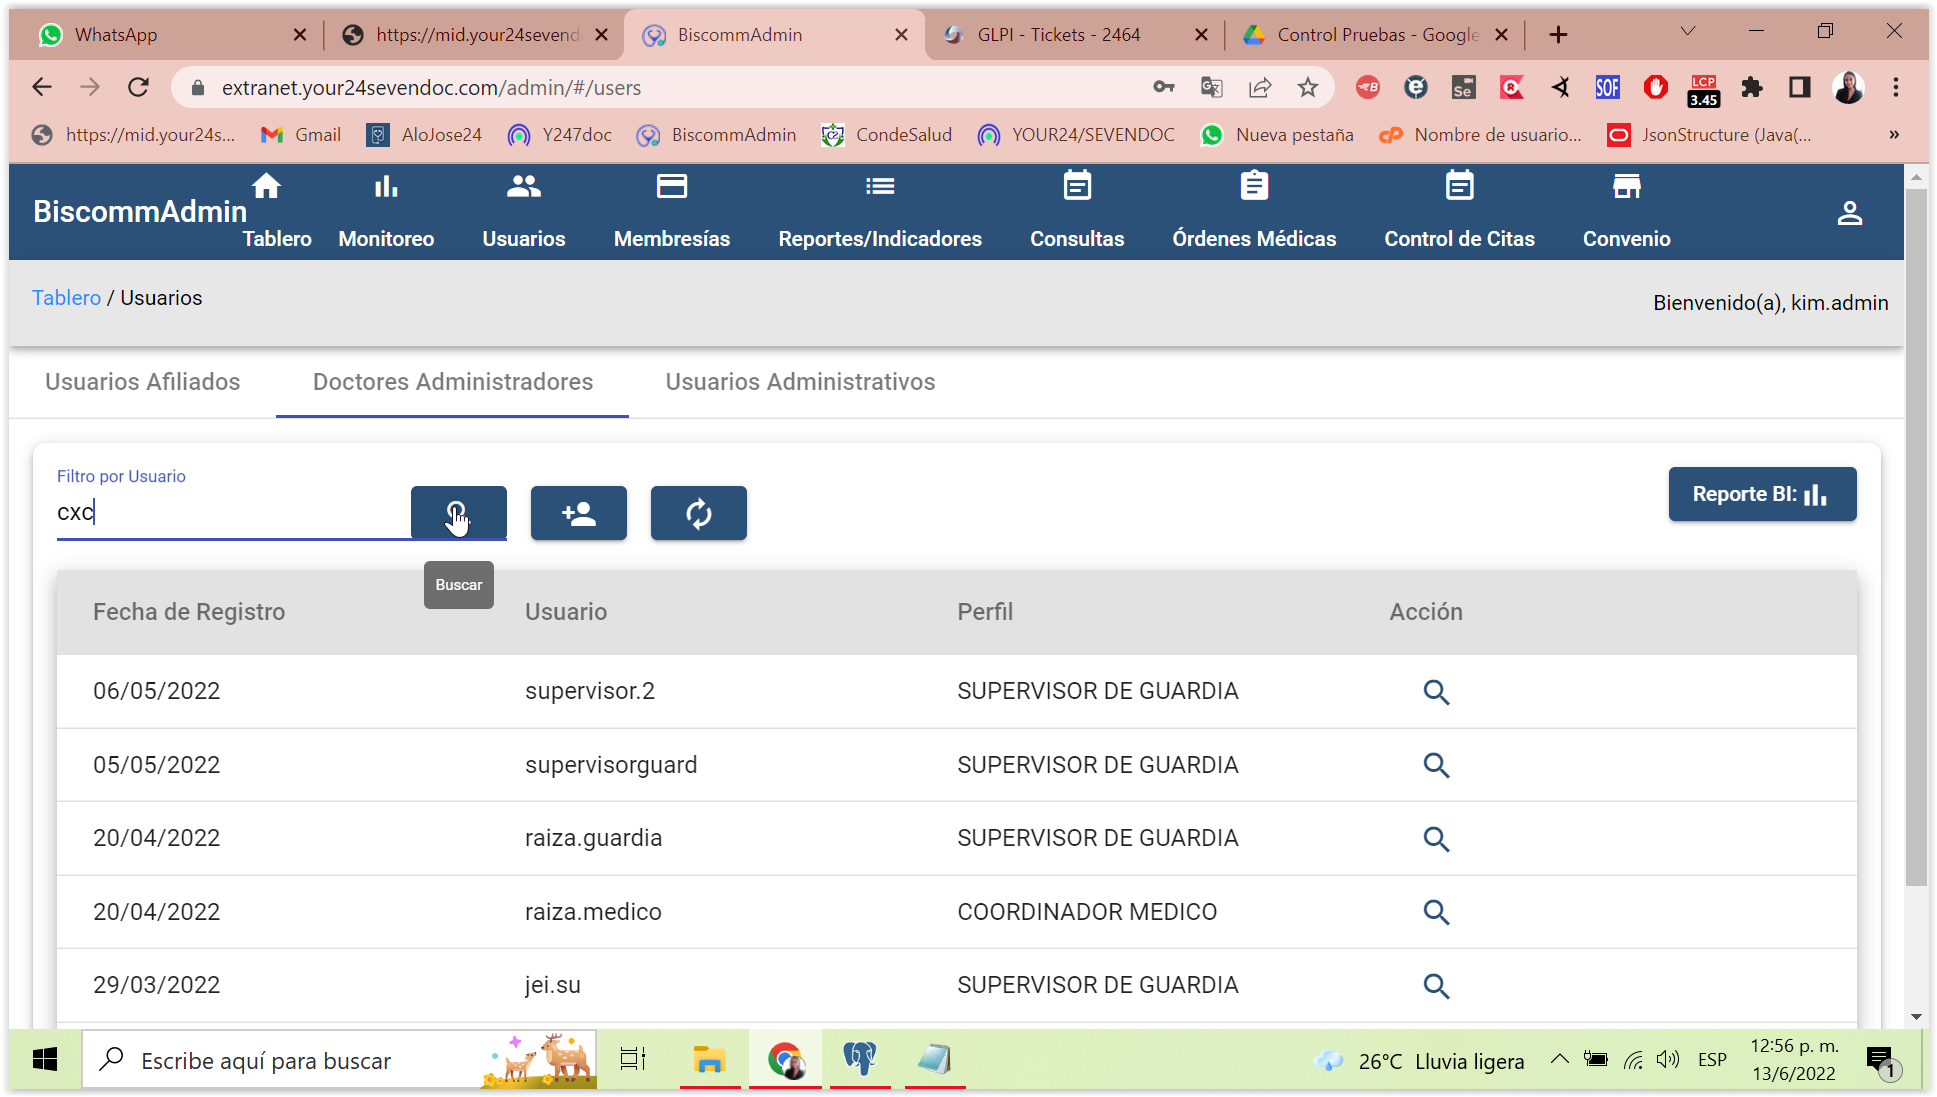 WhatsApp
https://mid.your24sevend
BiscommAdmin
GLPI - Tickets - 2464
Control Pruebas - Google
extranet.your24sevendoc.com/admin/#/users
Se
SOF
LCP
3.45
https://mid.your24s...
Gmail
AloJose24
Y247doc
BiscommAdmin
CondeSalud
YOUR24/SEVENDOC
Nueva pestaña
Nombre de usuario...
JsonStructure (Java(...
»
BiscommAdmin
Tablero
Monitoreo
Usuarios
Membresías
Reportes/Indicadores
Consultas
Órdenes Médicas
Control de Citas
Convenio
Tablero / Usuarios
Bienvenido(a), kim.admin
Usuarios Afiliados
Doctores Administradores
Usuarios Administrativos
Filtro por Usuario
cxc
Reporte BI:
Buscar
Fecha de Registro Usuario Perfil Acción
06/05/2022 supervisor.2 SUPERVISOR DE GUARDIA
05/05/2022 supervisorguard SUPERVISOR DE GUARDIA
20/04/2022 raiza.guardia SUPERVISOR DE GUARDIA
20/04/2022 raiza.medico COORDINADOR MEDICO
29/03/2022 jei.su SUPERVISOR DE GUARDIA
Escribe aquí para buscar
26°C Lluvia ligera
ESP
12:56 p. m.
13/6/2022
1